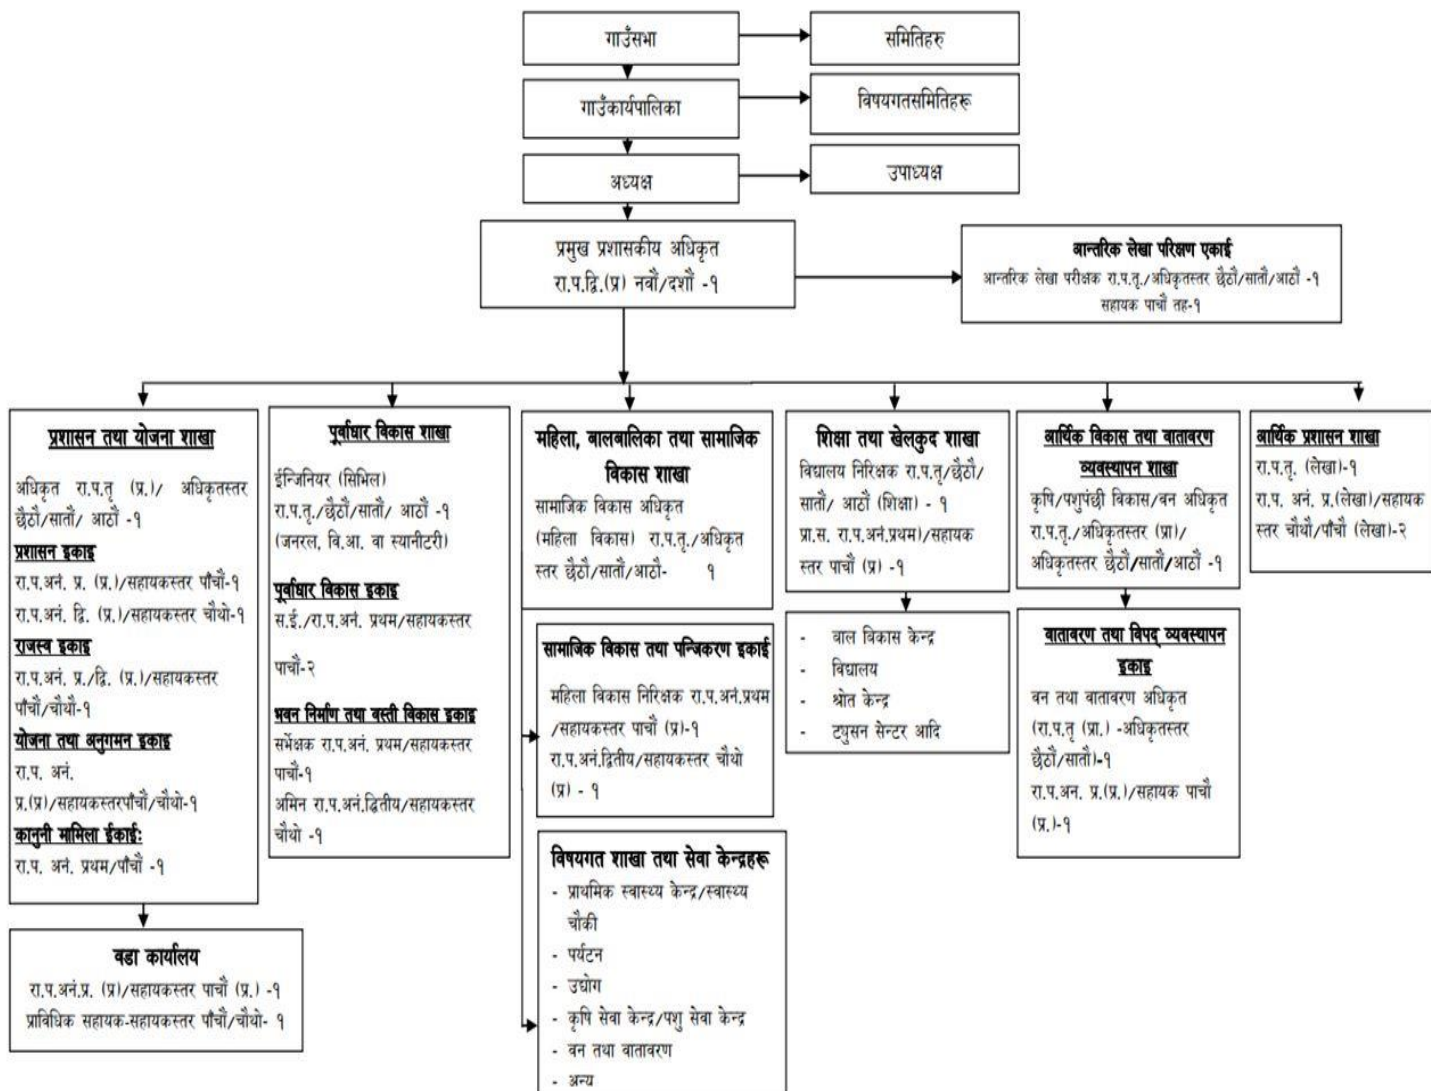 गाउँसभा
समितिहरु
गाउँकार्यपालिका
विषयगतसमितिहरू
अध्यक्ष
उपाध्यक्ष
प्रमुख प्रशासकीय अधिकृत
रा.प.द्वि.(प्र) नवौं/दशौं -१
आन्तरिक लेखा परिक्षण एकाई
आन्तरिक लेखा परीक्षक रा.प.तृ./अधिकृतस्तर छैठौं/सातौं/आठौं -१
सहायक पाचौं तह-१
प्रशासन तथा योजना शाखा
अधिकृत रा.प.तृ (प्र.)/ अधिकृतस्तर
छैठौं/सातौं/ आठौं -१
प्रशासन इकाइ
रा.प.अनं. प्र. (प्र.)/सहायकस्तर पाँचौं-१
रा.प.अनं. द्वि. (प्र.)/सहायकस्तर चौथो-१
राजस्व इकाइ
रा.प.अनं. प्र./द्वि. (प्र.)/सहायकस्तर
पाँचौं/चौथो-१
योजना तथा अनुगमन इकाइ
रा.प. अनं.
प्र.(प्र)/सहायकस्तरपाँचौं/चौथो-१
कानुनी मामिला ईकाईः
रा.प. अनं. प्रथम/पाँचौं -१
वडा कार्यालय
रा.प.अनं.प्र. (प्र)/सहायकस्तर पाचौं (प्र.) -१
प्राविधिक सहायक-सहायकस्तर पाँचौं/चौथो- १
पूर्वाधार विकास शाखा
ईन्जिनियर (सिभिल)
रा.प.तृ./छैठौं/सातौं/ आठौं -१
(जनरल, वि.आ. वा स्यानीटरी)
पूर्वाधार विकास इकाइ
स.ई./रा.प.अनं. प्रथम/सहायकस्तर
पाचौं-२
भवन निर्माण तथा वस्ती विकास इकाइ
सर्भेक्षक रा.प.अनं. प्रथम/सहायकस्तर
पाचौं-१
अमिन रा.प.अनं.द्वितीय/सहायकस्तर
चौथो -१
महिला, बालबालिका तथा सामाजिक
विकास शाखा
सामाजिक विकास अधिकृत
(महिला विकास) रा.प.तृ./अधिकृत
स्तर छैठौं/सातौं/आठौं- १
सामाजिक विकास तथा पन्जिकरण इकाई
महिला विकास निरिक्षक रा.प.अनं.प्रथम
/सहायकस्तर पाचौं (प्र)-१
रा.प.अनं.द्वितीय/सहायकस्तर चौथो
(प्र) - १
विषयगत शाखा तथा सेवा केन्द्रहरू
- प्राथमिक स्वास्थ्य केन्द्र/स्वास्थ्य
चौकी
- पर्यटन
- उद्योग
- कृषि सेवा केन्द्र/पशु सेवा केन्द्र
- वन तथा वातावरण
- अन्य
शिक्षा तथा खेलकुद शाखा
विद्यालय निरिक्षक रा.प.तृ/छैठौं/
सातौं/ आठौं (शिक्षा) - १
प्रा.स. रा.प.अनं.प्रथम)/सहायक
स्तर पाचौं (प्र) -१
- बाल विकास केन्द्र
- विद्यालय
- श्रोत केन्द्र
- ट्युसन सेन्टर आदि
आर्थिक विकास तथा वातावरण
व्यवस्थापन शाखा
कृषि/पशुपंछी विकास/वन अधिकृत
रा.प.तृ./अधिकृतस्तर (प्रा)/
अधिकृतस्तर छैठौं/सातौं/आठौं -१
वातावरण तथा विपद् व्यवस्थापन
इकाइ
वन तथा वातावरण अधिकृत
(रा.प.तृ (प्रा.) -अधिकृतस्तर
छैठौं/सातौं)-१
रा.प.अन. प्र.(प्र.)/सहायक पाचौं
(प्र.)-१
आर्थिक प्रशासन शाखा
रा.प.तृ. (लेखा)-१
रा.प. अनं. प्र.(लेखा)/सहायक
स्तर चौथौ/पाँचौं (लेखा)-२